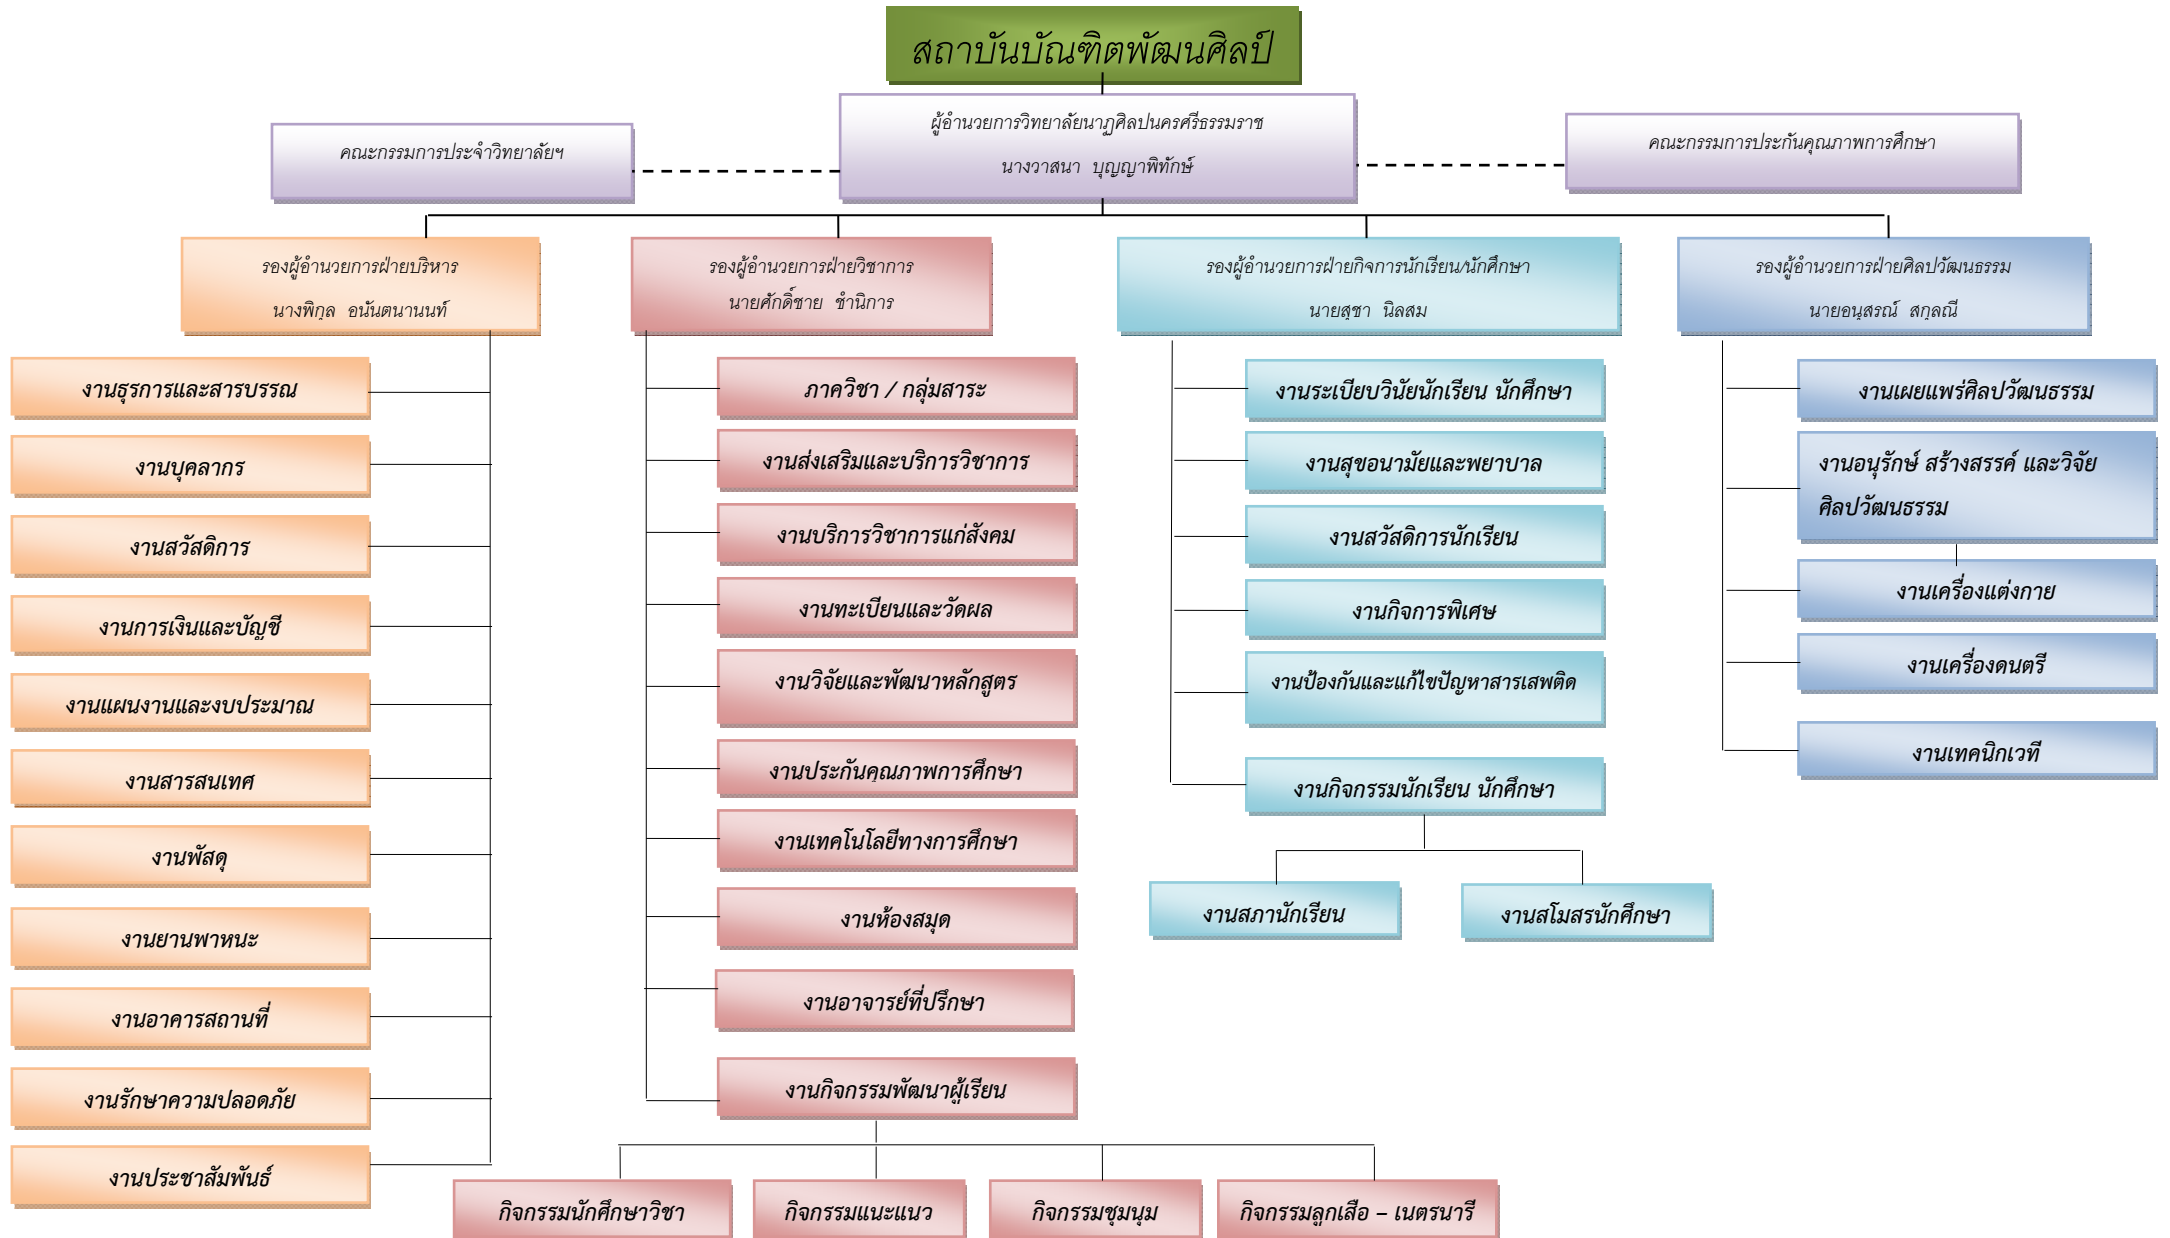 สถาบันบัณฑิตพัฒนศิลป์
ผู้อำนวยการวิทยาลัยนาฏศิลปนครศรีธรรมราช
นางวาสนา บุญญาพิทักษ์
คณะกรรมการประจำวิทยาลัยฯ
คณะกรรมการประกันคุณภาพการศึกษา
รองผู้อำนวยการฝ่ายบริหาร
นางพิกุล อนันตนานนท์
รองผู้อำนวยการฝ่ายวิชาการ
นายศักดิ์ชาย ชำนิการ
รองผู้อำนวยการฝ่ายกิจการนักเรียน/นักศึกษา
นายสุชา นิลสม
รองผู้อำนวยการฝ่ายศิลปวัฒนธรรม
นายอนุสรณ์ สกุลณี
งานธุรการและสารบรรณ
งานบุคลากร
งานสวัสดิการ
งานการเงินและบัญชี
งานแผนงานและงบประมาณ
งานสารสนเทศ
งานพัสดุ
งานยานพาหนะ
งานอาคารสถานที่
งานรักษาความปลอดภัย
งานประชาสัมพันธ์
ภาควิชา / กลุ่มสาระ
งานส่งเสริมและบริการวิชาการ
งานบริการวิชาการแก่สังคม
งานทะเบียนและวัดผล
งานวิจัยและพัฒนาหลักสูตร
งานประกันคุณภาพการศึกษา
งานเทคโนโลยีทางการศึกษา
งานห้องสมุด
งานอาจารย์ที่ปรึกษา
งานกิจกรรมพัฒนาผู้เรียน
กิจกรรมนักศึกษาวิชา
กิจกรรมแนะแนว
กิจกรรมชุมนุม
กิจกรรมลูกเสือ – เนตรนารี
งานระเบียบวินัยนักเรียน นักศึกษา
งานสุขอนามัยและพยาบาล
งานสวัสดิการนักเรียน
งานกิจการพิเศษ
งานป้องกันและแก้ไขปัญหาสารเสพติด
งานกิจกรรมนักเรียน นักศึกษา
งานสภานักเรียน
งานสโมสรนักศึกษา
งานเผยแพร่ศิลปวัฒนธรรม
งานอนุรักษ์ สร้างสรรค์ และวิจัย
ศิลปวัฒนธรรม
งานเครื่องแต่งกาย
งานเครื่องดนตรี
งานเทคนิกเวที